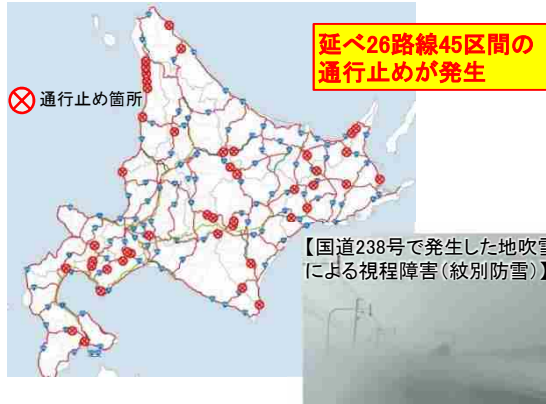 延べ26路線45区間の
通行止めが発生
通行止め箇所
【国道238号で発生した地吹雪
による視程障害(紋別防雪)】